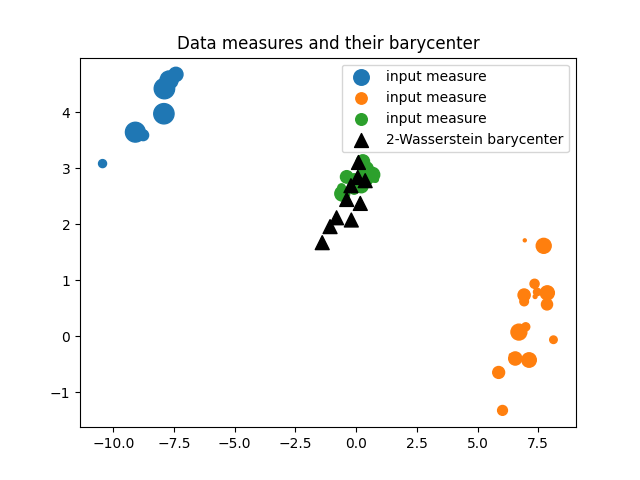 Data measures and their barycenter
input measure
input measure
input measure
2-Wasserstein barycenter
4
3
2
1
0
−1
−10.0 −7.5 −5.0 −2.5 0.0 2.5 5.0 7.5